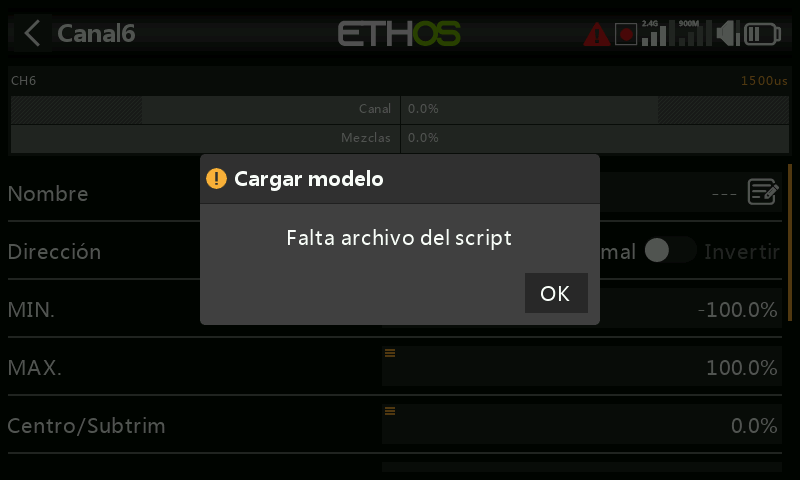 Canal6
ETHOS
2.4G
900M
CH6
1500us
Canal
0.0%
Mezclas
0.0%
Cargar modelo
Falta archivo del script
OK
Nombre
---
Dirección
mal
Invertir
MIN.
-100.0%
MAX.
100.0%
Centro/Subtrim
0.0%